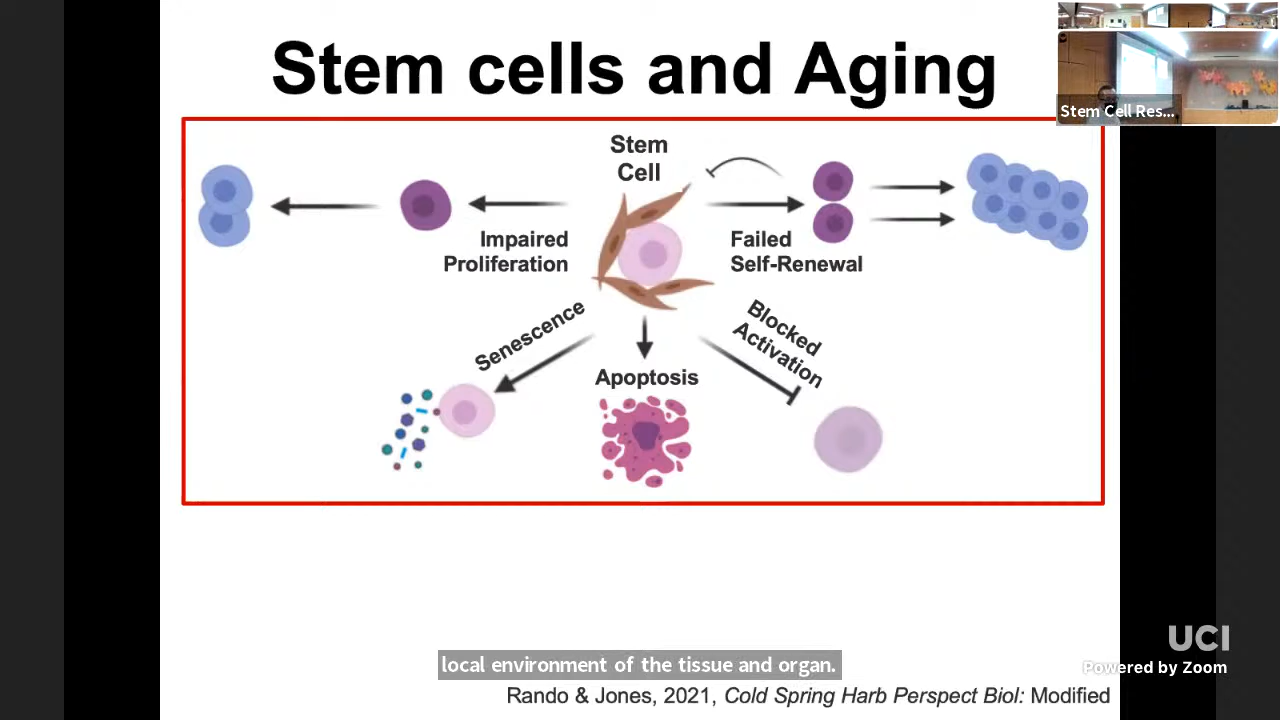 Stem cells and Aging
Stem Cell Res...
Stem
Cell
Impaired
Proliferation
Failed
Self-Renewal
Senescence
Apoptosis
Blocked
Activation
local environment of the tissue and organ.
UCI
Powered by Zoom
Rando & Jones, 2021, Cold Spring Harb Perspect Biol: Modified